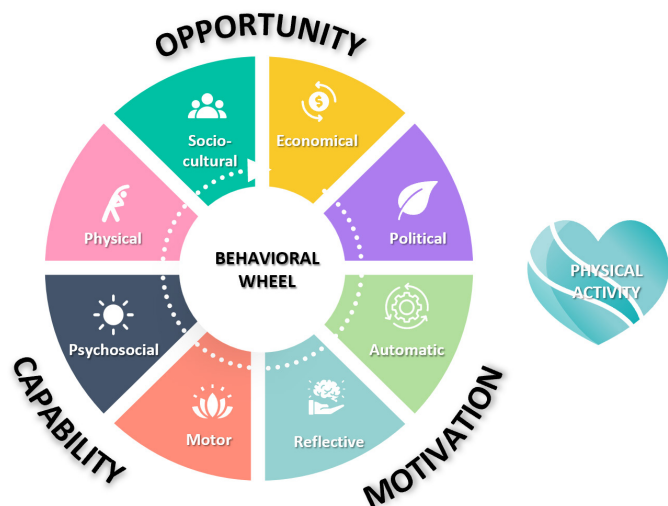 OPPORTUNITY
Socio-
cultural
Economical
Physical
Political
BEHAVIORAL
WHEEL
PHYSICAL
ACTIVITY
Psychosocial
Automatic
Motor
Reflective
CAPABILITY
MOTIVATION
$